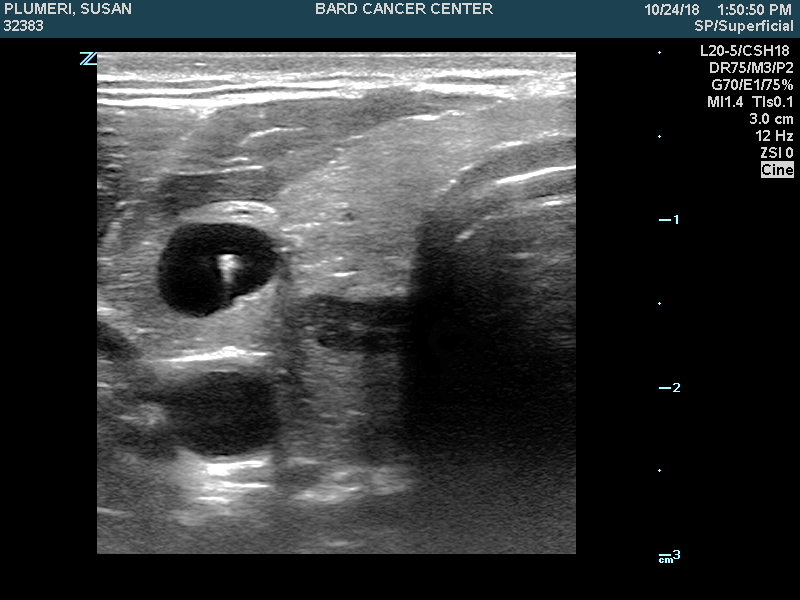 PLUMERI, SUSAN BARD CANCER CENTER 10/24/18 1:50:50 PM
32383 SP/Superficial
Z
L20-5/CSH18
DR75/M3/P2
G70/E1/75%
MI1.4 TIs0.1
3.0 cm
12 Hz
ZSI 0
Cine
1
2
3
cm